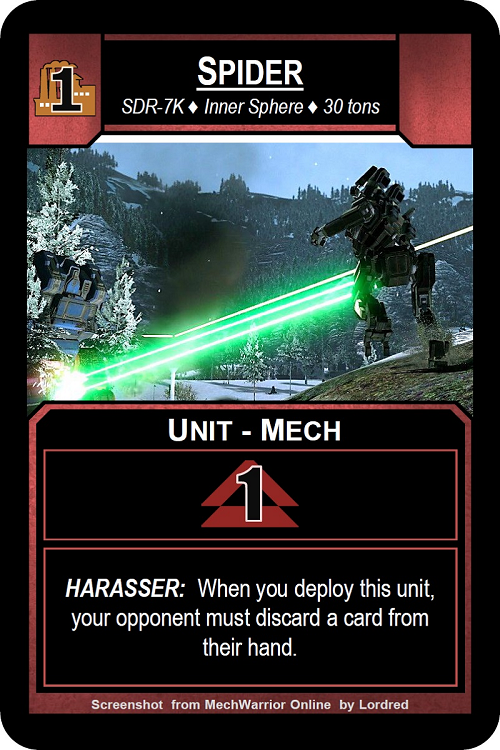 1
SPIDER
SDR-7K ♦ Inner Sphere ♦ 30 tons
UNIT - MECH
1
HARASSER: When you deploy this unit,
your opponent must discard a card from
their hand.
Screenshot from MechWarrior Online by Lordred